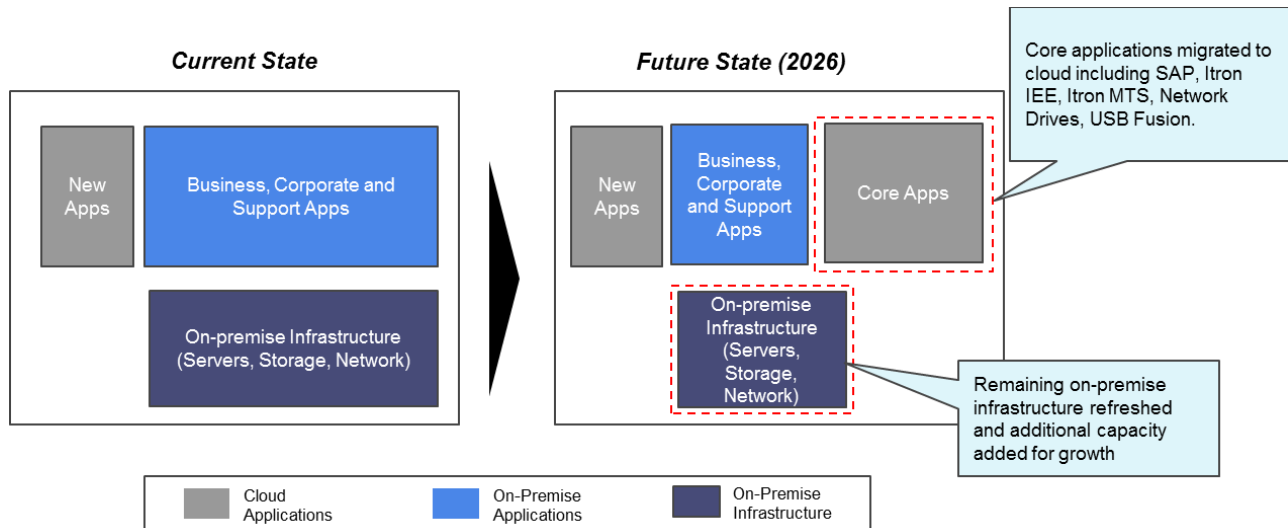 Current State
New
Apps
Business, Corporate and
Support Apps
On-premise Infrastructure
(Servers, Storage, Network)
Future State (2026)
New
Apps
Business,
Corporate
and Support
Apps
Core Apps
On-premise
Infrastructure
(Servers,
Storage,
Network)
Core applications migrated to
cloud including SAP, Itron
IEE, Itron MTS, Network
Drives, USB Fusion.
Remaining on-premise
infrastructure refreshed
and additional capacity
added for growth
Cloud
Applications
On-Premise
Applications
On-Premise
Infrastructure